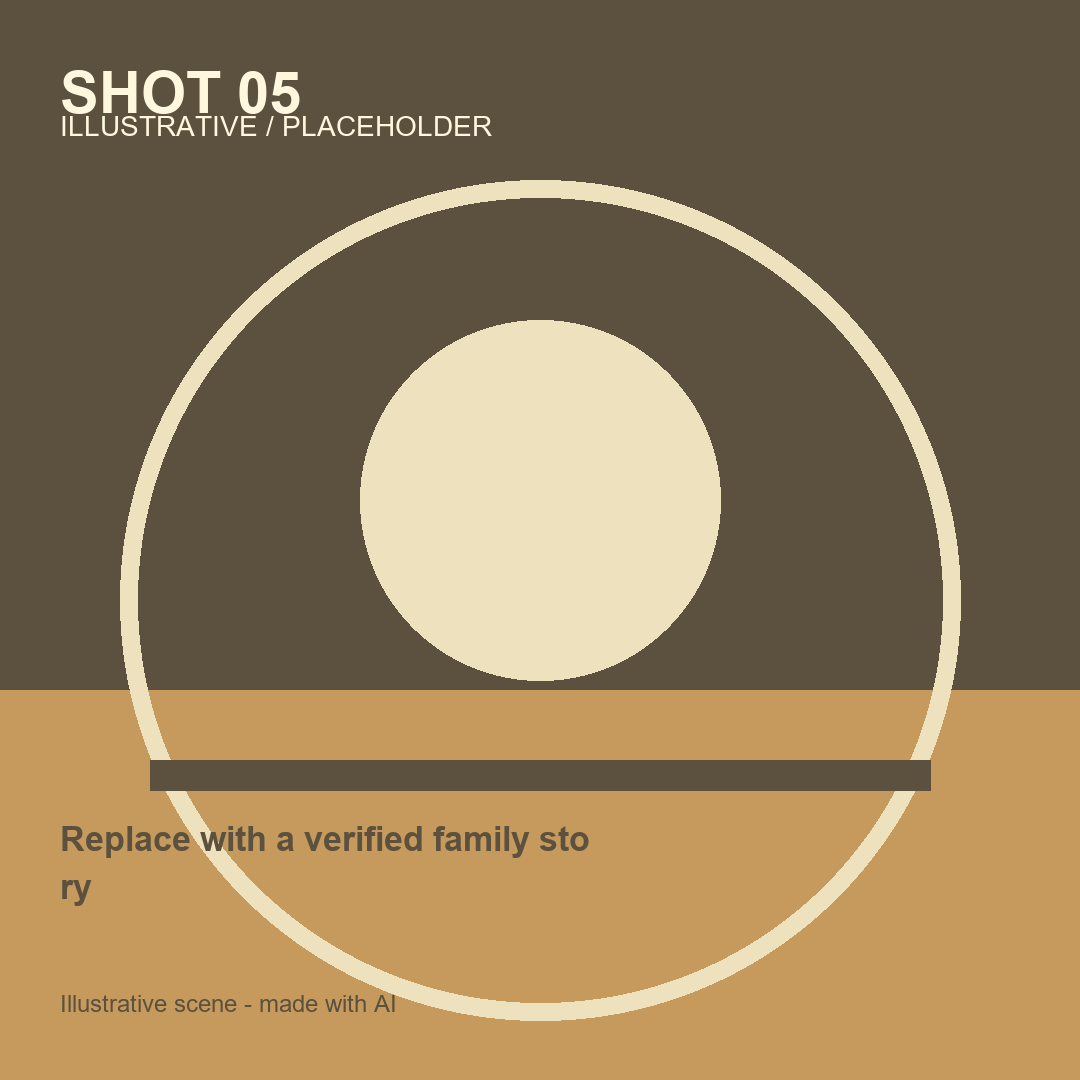 SHOT 05
ILLUSTRATIVE / PLACEHOLDER
Replace with a verified family sto
ry
Illustrative scene - made with AI